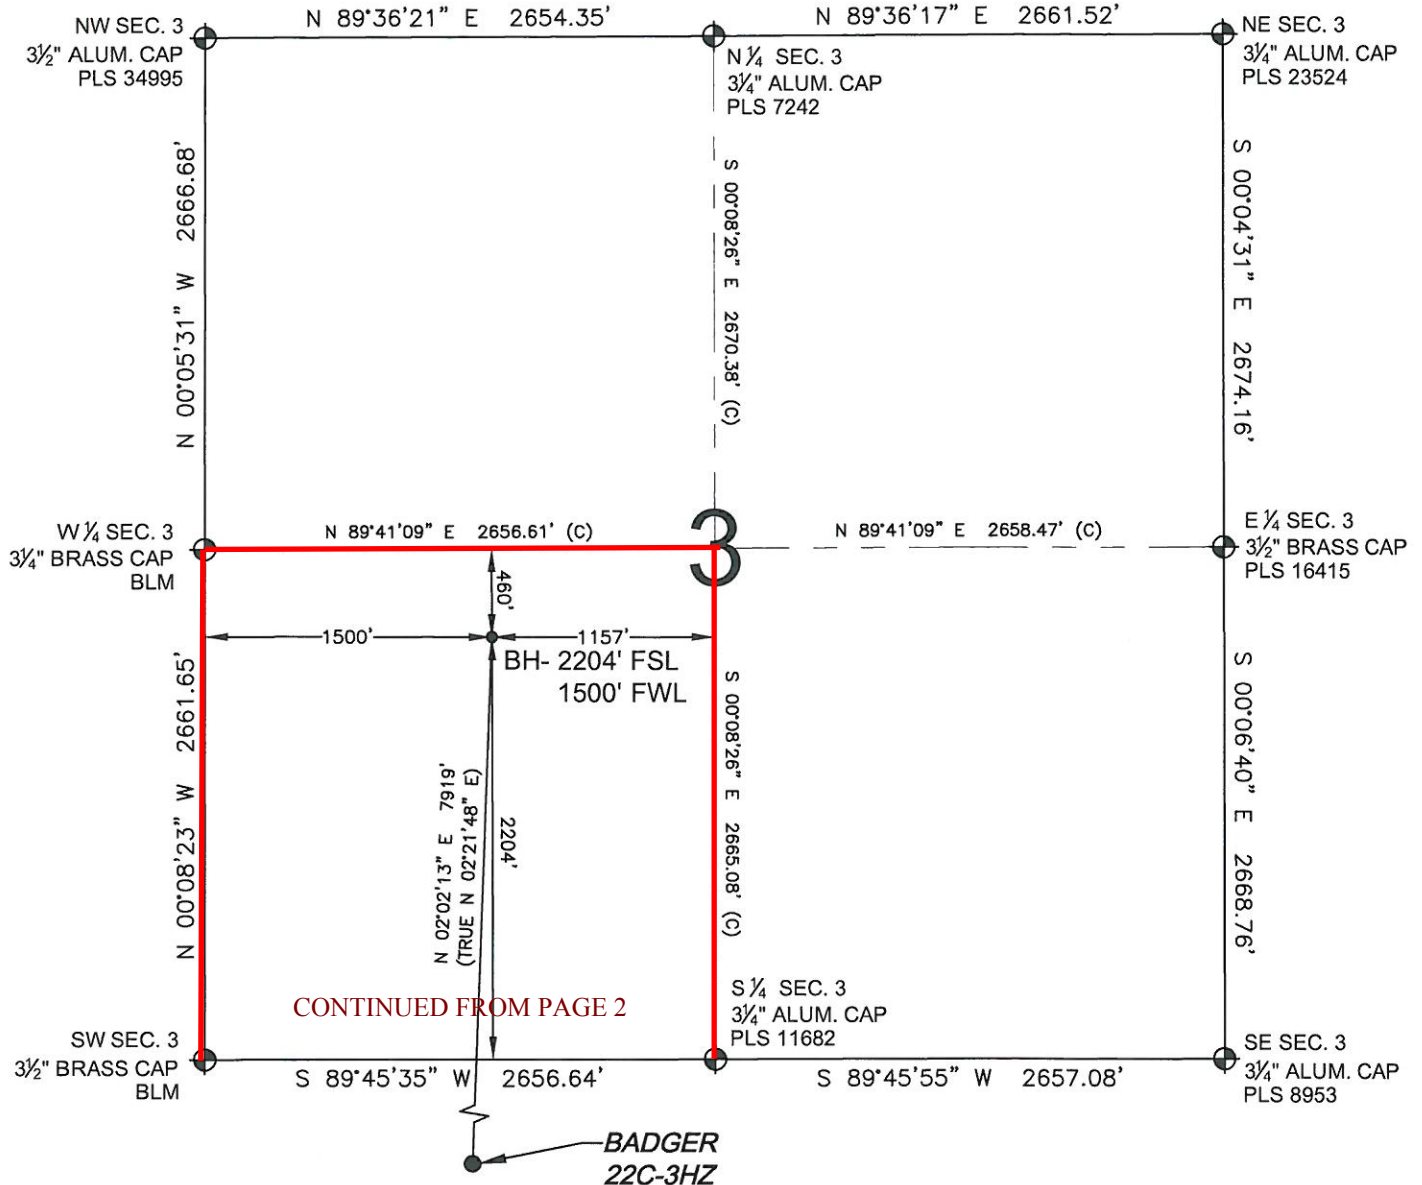 N 89°36'21" E 2654.35'
N 89°36'17" E 2661.52'
NW SEC. 3
3½" ALUM. CAP
PLS 34995
N ¼ SEC. 3
3¼" ALUM. CAP
PLS 7242
NE SEC. 3
3¼" ALUM. CAP
PLS 23524
N 00°05'31" W 2666.68'
S 00°08'26" E 2670.38' (C)
S 00°04'31" E 2674.16'
W ¼ SEC. 3
3¼" BRASS CAP
BLM
N 89°41'09" E 2656.61' (C)
3
N 89°41'09" E 2658.47' (C)
E ¼ SEC. 3
3½" BRASS CAP
PLS 16415
460'
1500'
1157'
BH- 2204' FSL
1500' FWL
N 00°08'23" W 2661.65'
N 02°02'13" E 7919'
(TRUE N 02°21'48" E)
2204'
S 00°08'26" E 2665.08' (C)
S 00°06'40" E 2668.76'
CONTINUED FROM PAGE 2
SW SEC. 3
3½" BRASS CAP
BLM
S ¼ SEC. 3
3¼" ALUM. CAP
PLS 11682
SE SEC. 3
3¼" ALUM. CAP
PLS 8953
S 89°45'35" W 2656.64'
S 89°45'55" W 2657.08'
BADGER
22C-3HZ